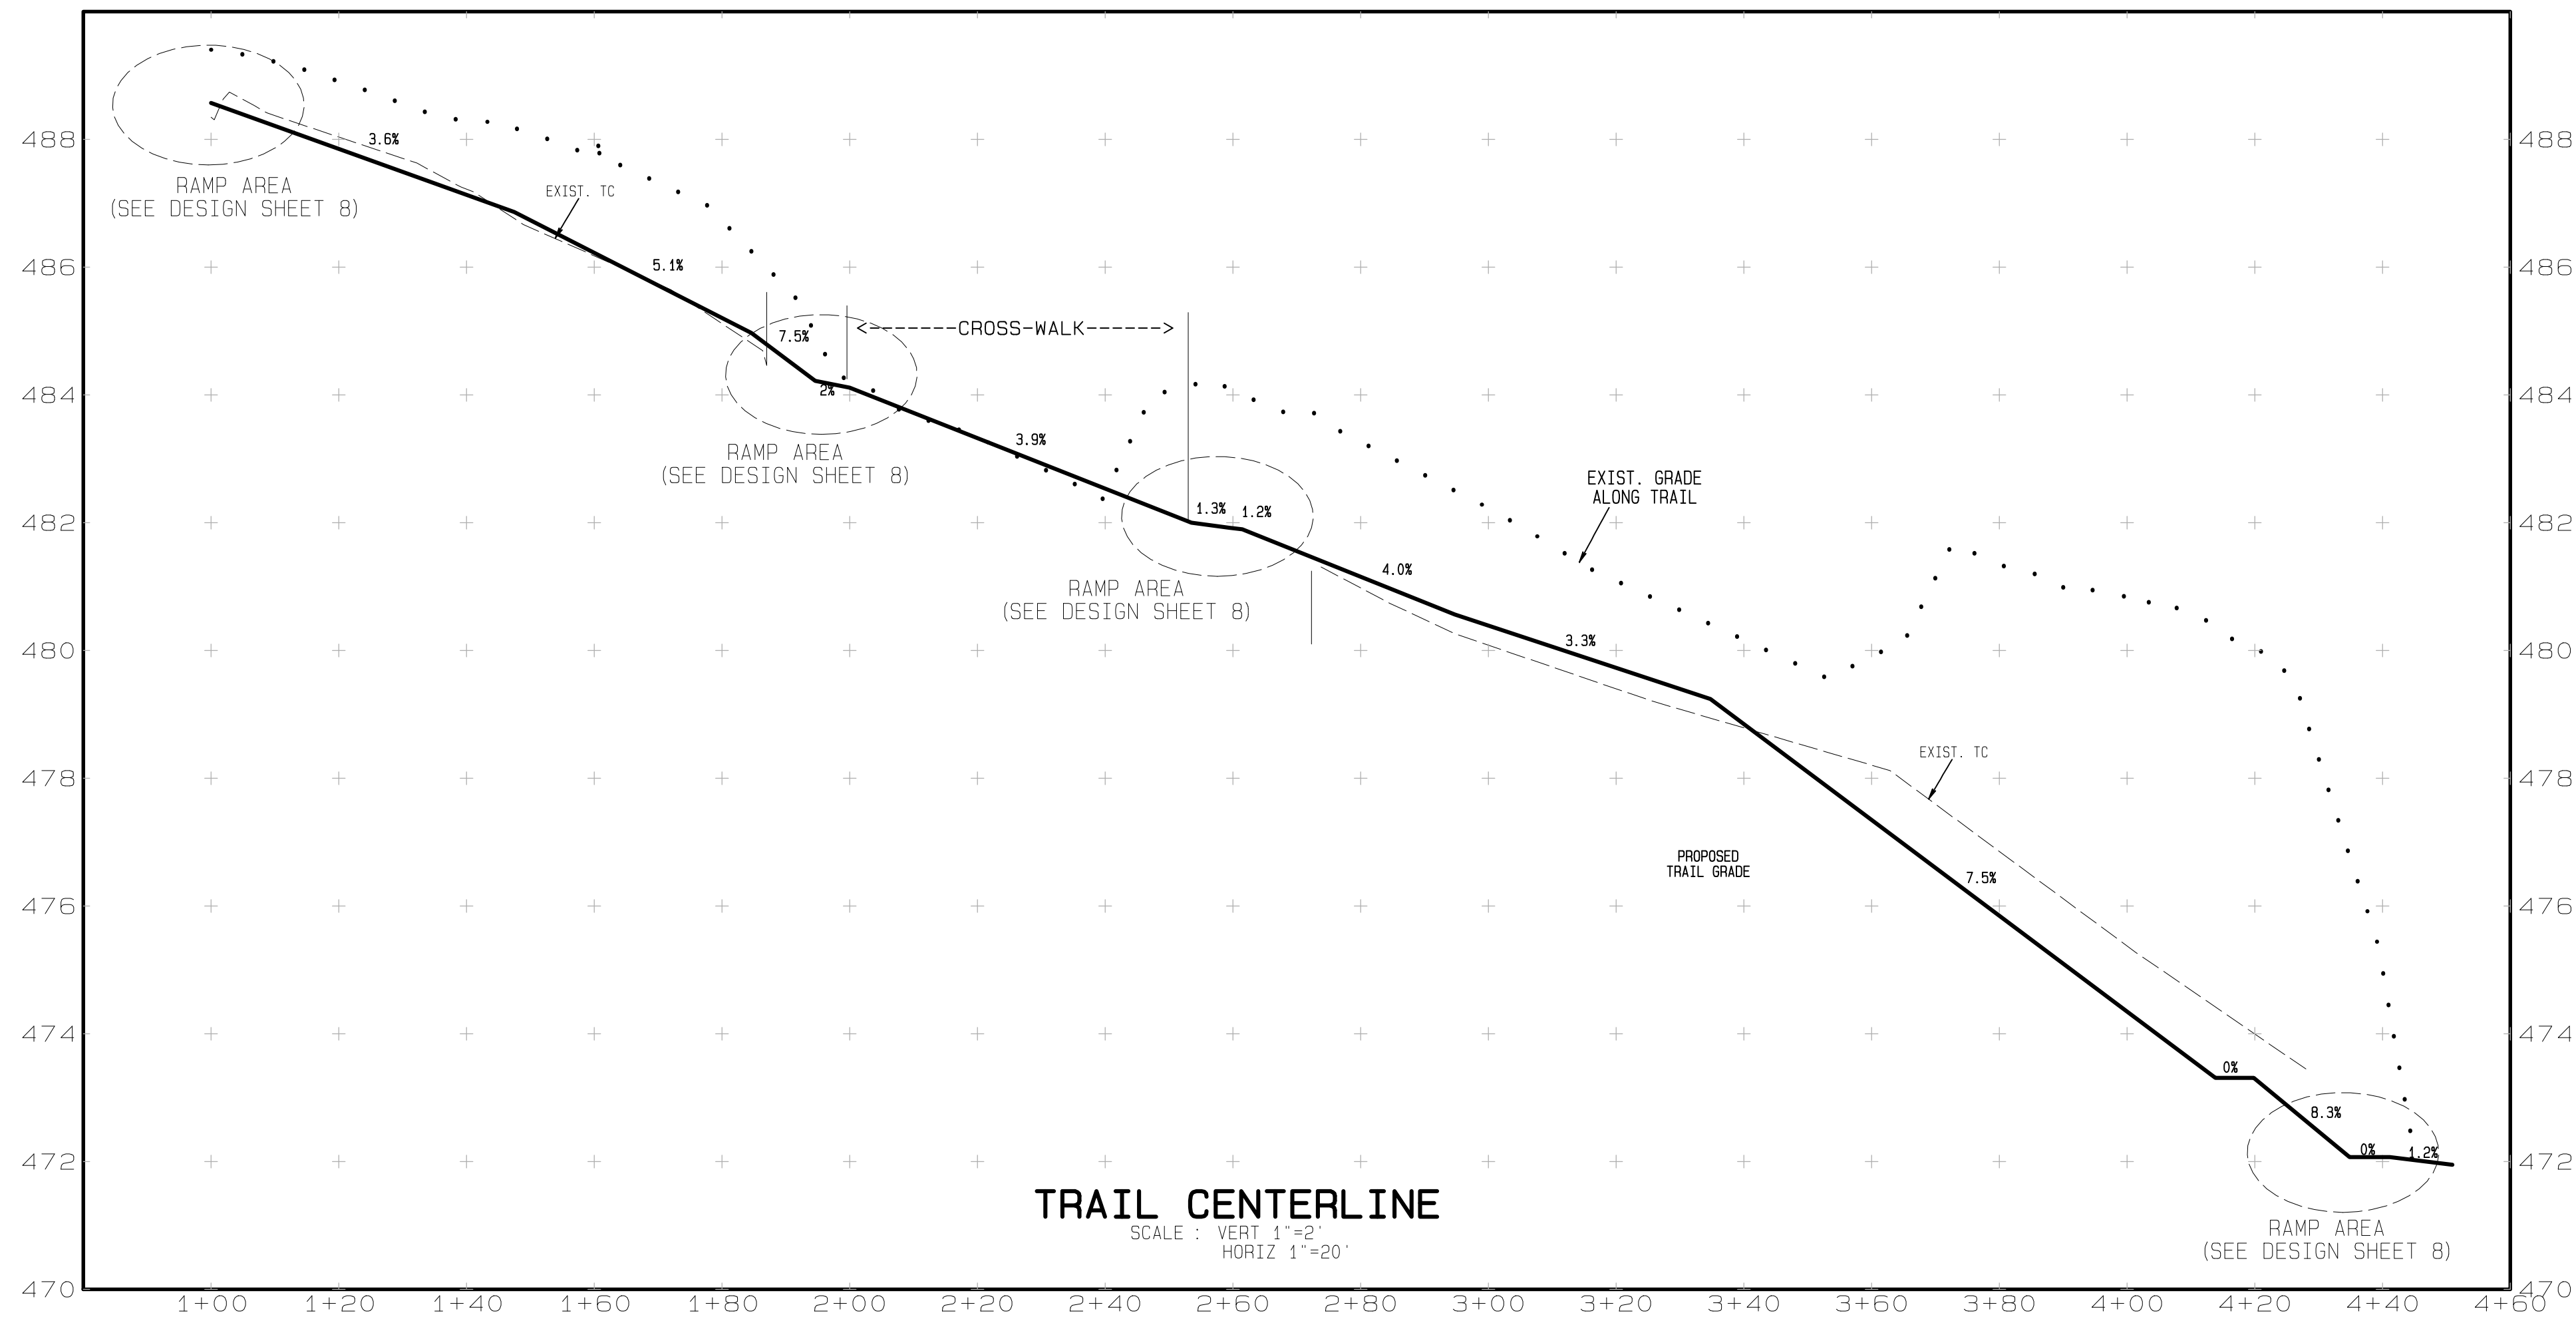 488
488
3.6%
RAMP AREA
(SEE DESIGN SHEET 8)
EXIST. TC
486
5.1%
486
7.5%
<------CROSS-WALK------>
484
2%
484
RAMP AREA
(SEE DESIGN SHEET 8)
3.9%
EXIST. GRADE
ALONG TRAIL
482
1.3%
1.2%
482
RAMP AREA
(SEE DESIGN SHEET 8)
4.0%
480
3.3%
480
EXIST. TC
478
478
PROPOSED
TRAIL GRADE
7.5%
476
476
474
474
0%
8.3%
472
0%
1.2%
472
TRAIL CENTERLINE
SCALE : VERT 1"=2'
HORIZ 1"=20'
RAMP AREA
(SEE DESIGN SHEET 8)
470
470
1+00 1+20 1+40 1+60 1+80 2+00 2+20 2+40 2+60 2+80 3+00 3+20 3+40 3+60 3+80 4+00 4+20 4+40 4+60